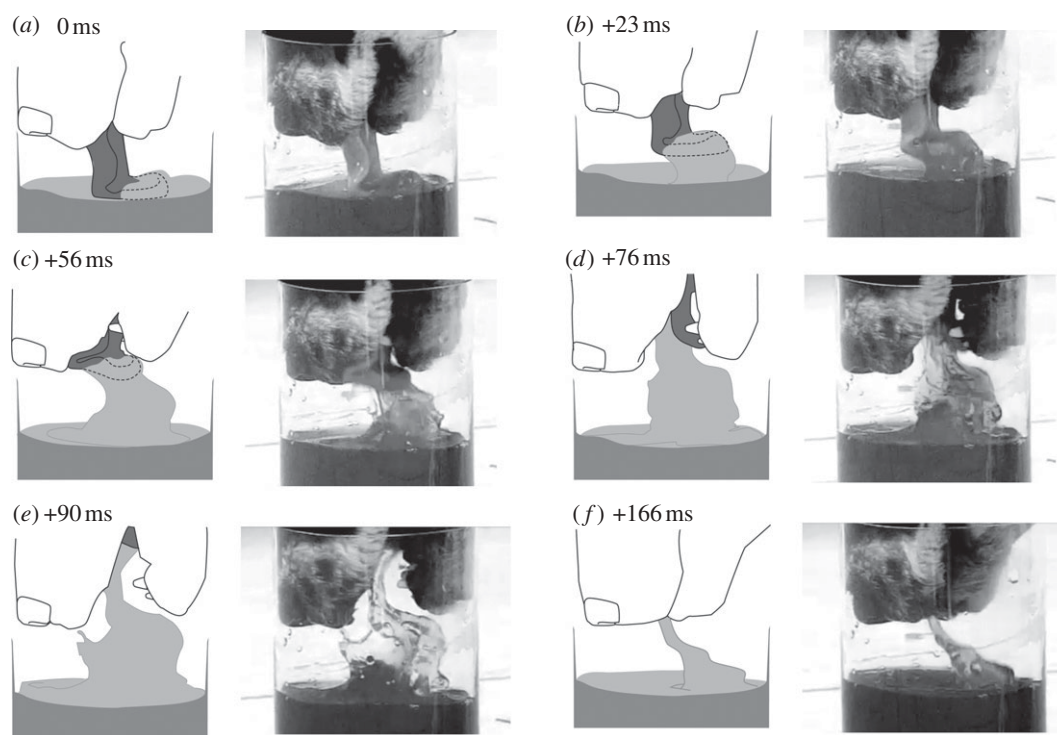 (a) 0 ms
(b) +23 ms
(c) +56 ms
(d) +76 ms
(e) +90 ms
(f) +166 ms